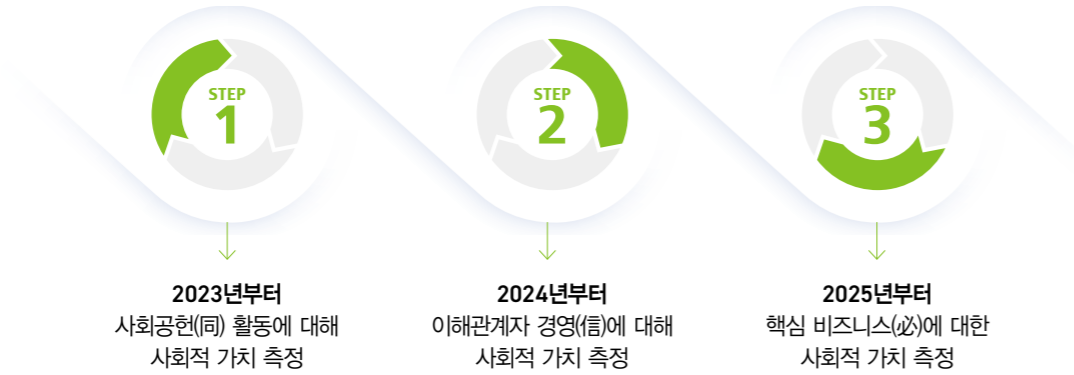 STEP
1
STEP
2
STEP
3
2023년부터
사회공헌(同) 활동에 대해
사회적 가치 측정
2024년부터
이해관계자 경영(信)에 대해
사회적 가치 측정
2025년부터
핵심 비즈니스(必)에 대한
사회적 가치 측정